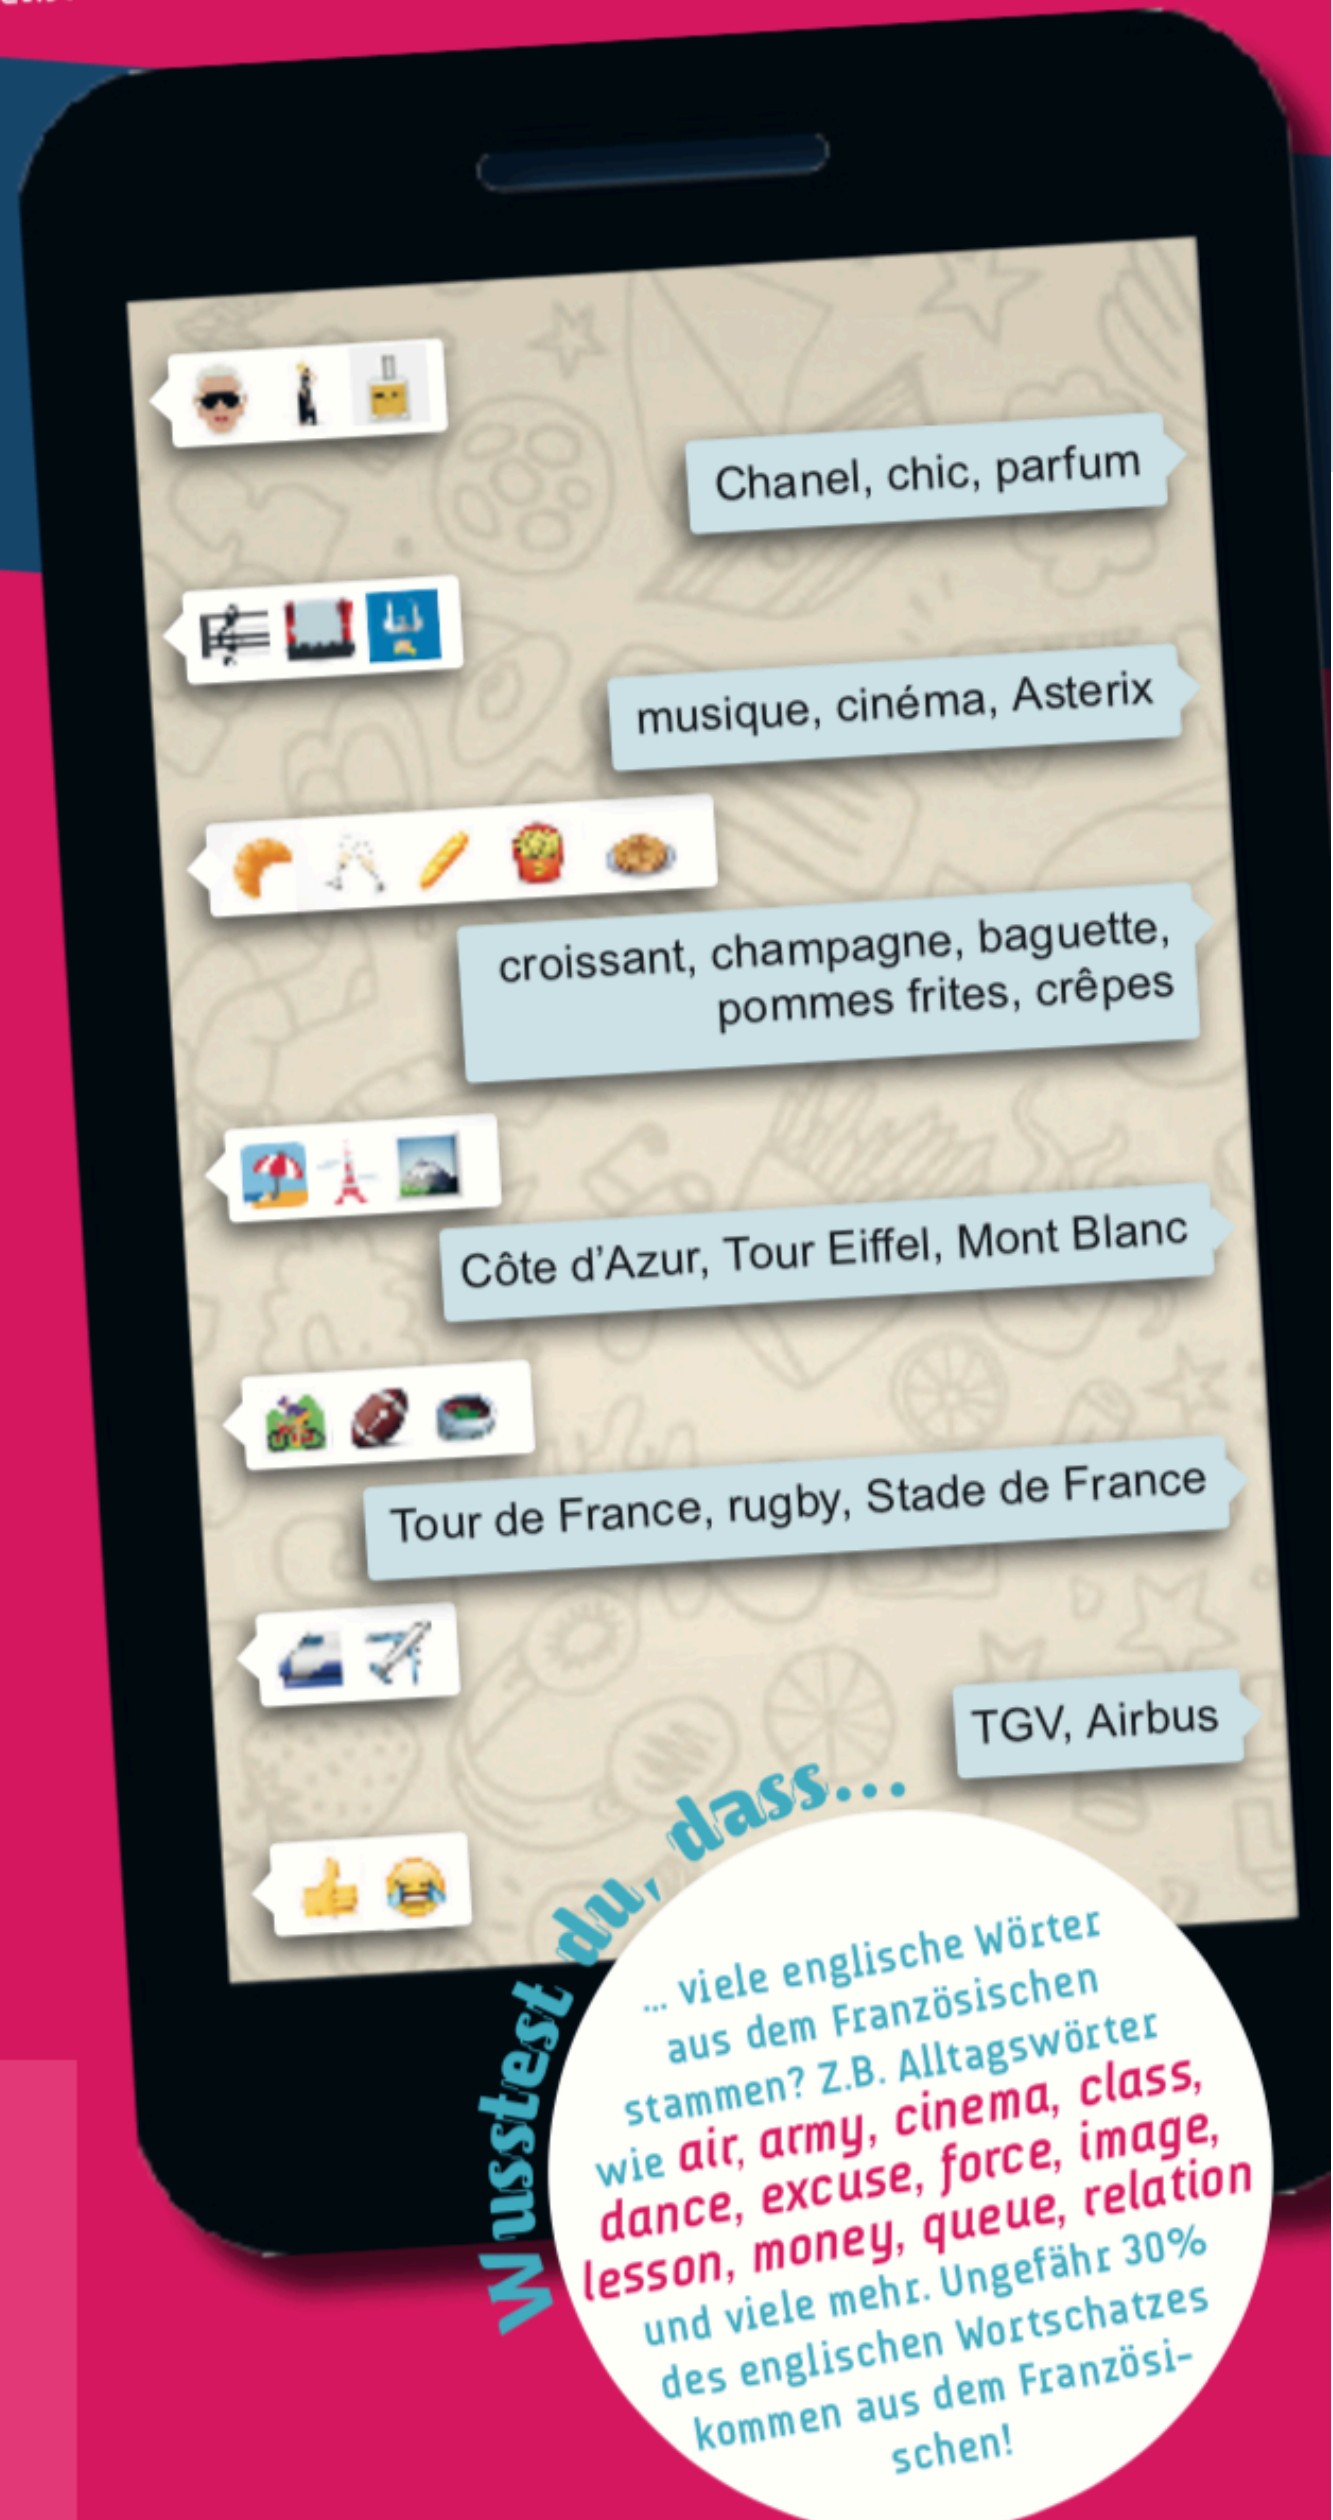 Chanel, chic, parfum
musique, cinéma, Asterix
croissant, champagne, baguette,
pommes frites, crêpes
Côte d’Azur, Tour Eiffel, Mont Blanc
Tour de France, rugby, Stade de France
TGV, Airbus
Wusstest du, dass...
... viele englische Wörter
aus dem Französischen
stammen? Z.B. Alltagswörter
wie air, army, cinema, class,
dance, excuse, force, image,
lesson, money, queue, relation
und viele mehr. Ungefähr 30%
des englischen Wortschatzes
kommen aus dem Französi-
schen!